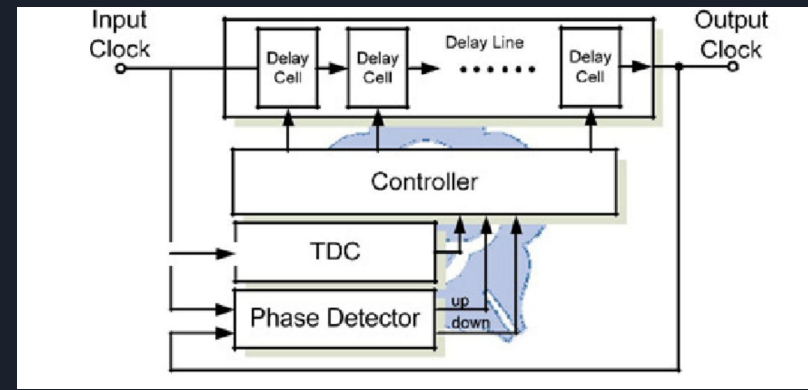 Input
Clock
Output
Clock
Delay Line
Delay
Cell
Delay
Cell
......
Delay
Cell
Controller
TDC
Phase Detector
up
down